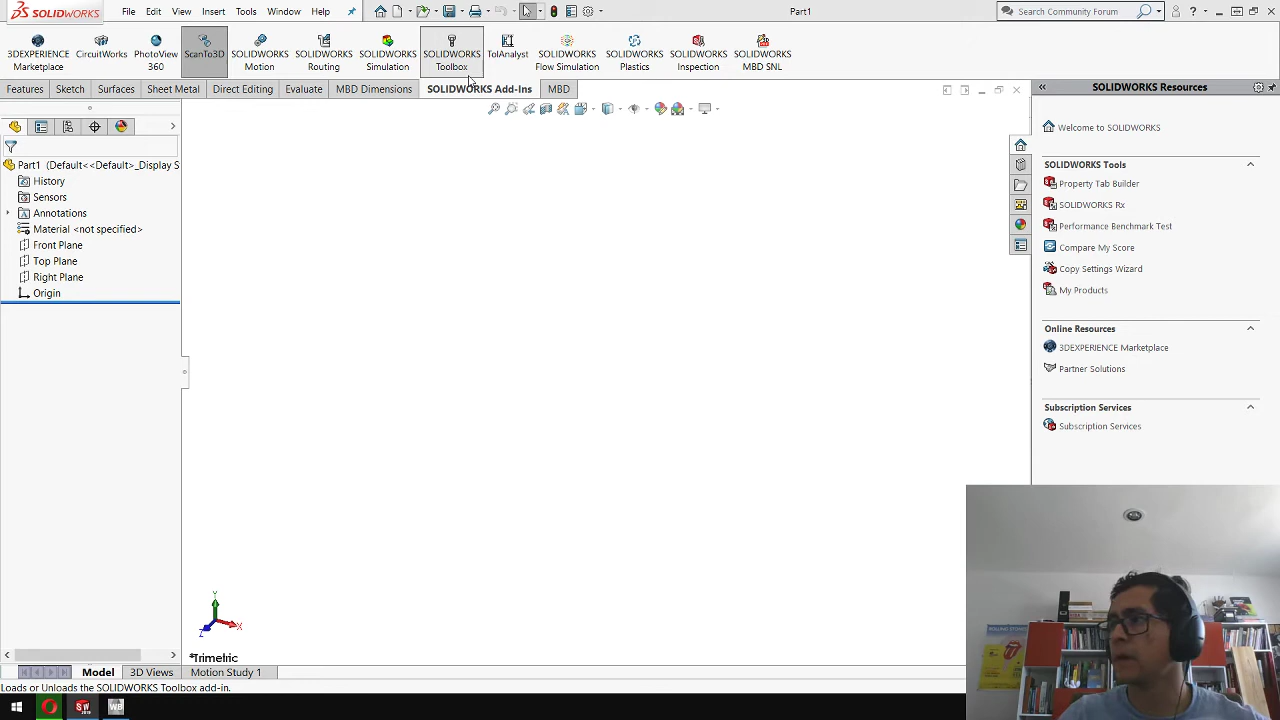 SOLIDWORKS File Edit View Insert Tools Window Help Part1 Search Community Forum
3DEXPERIENCE Marketplace
CircuitWorks
PhotoView 360
ScanTo3D
SOLIDWORKS Motion
SOLIDWORKS Routing
SOLIDWORKS Simulation
SOLIDWORKS Toolbox
TolAnalyst
SOLIDWORKS Flow Simulation
SOLIDWORKS Plastics
SOLIDWORKS Inspection
SOLIDWORKS MBD SNL
Features Sketch Surfaces Sheet Metal Direct Editing Evaluate MBD Dimensions SOLIDWORKS Add-Ins MBD
Part1 (Default<<Default>_Display S
History
Sensors
Annotations
Material <not specified>
Front Plane
Top Plane
Right Plane
Origin
SOLIDWORKS Resources
Welcome to SOLIDWORKS
SOLIDWORKS Tools
Property Tab Builder
SOLIDWORKS Rx
Performance Benchmark Test
Compare My Score
Copy Settings Wizard
My Products
Online Resources
3DEXPERIENCE Marketplace
Partner Solutions
Subscription Services
Subscription Services
Y
X
Z
*Trimetric
Model 3D Views Motion Study 1
Loads or Unloads the SOLIDWORKS Toolbox add-in.